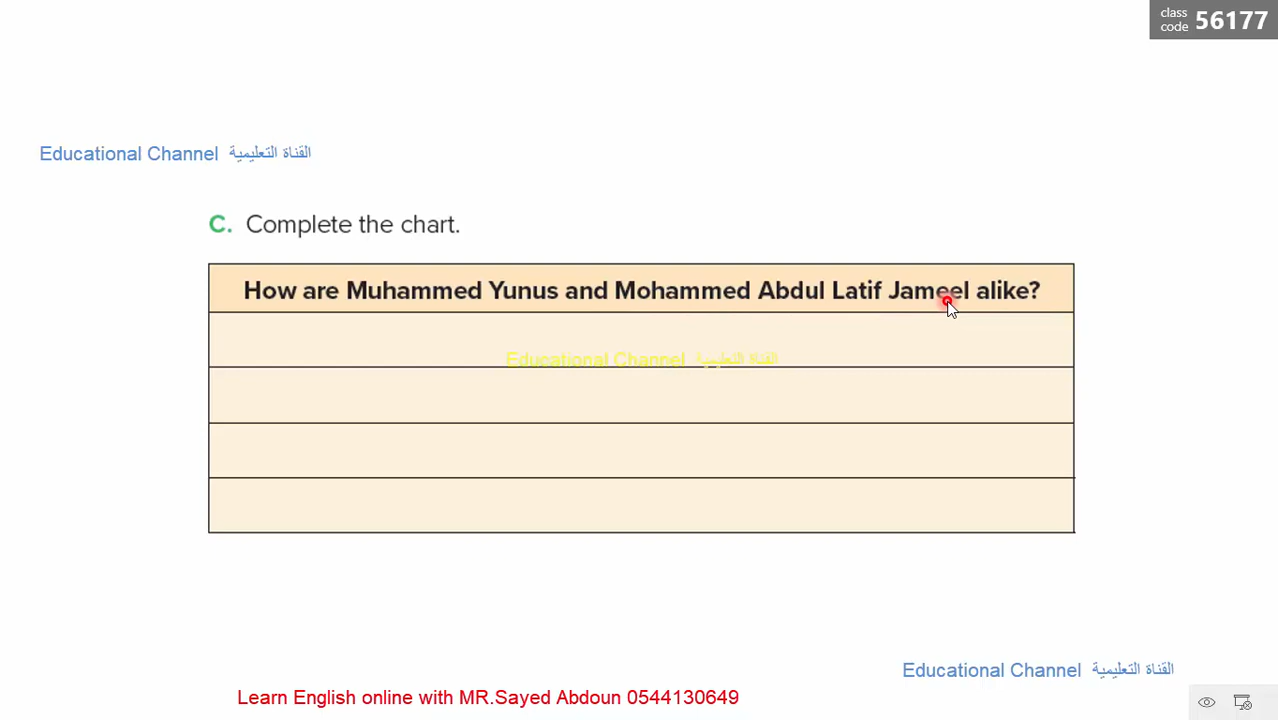 class code 56177
Educational Channel القناة التعليمية
C. Complete the chart.
How are Muhammed Yunus and Mohammed Abdul Latif Jameel alike?
Educational Channel القناة التعليمية
Educational Channel القناة التعليمية
Learn English online with MR.Sayed Abdoun 0544130649